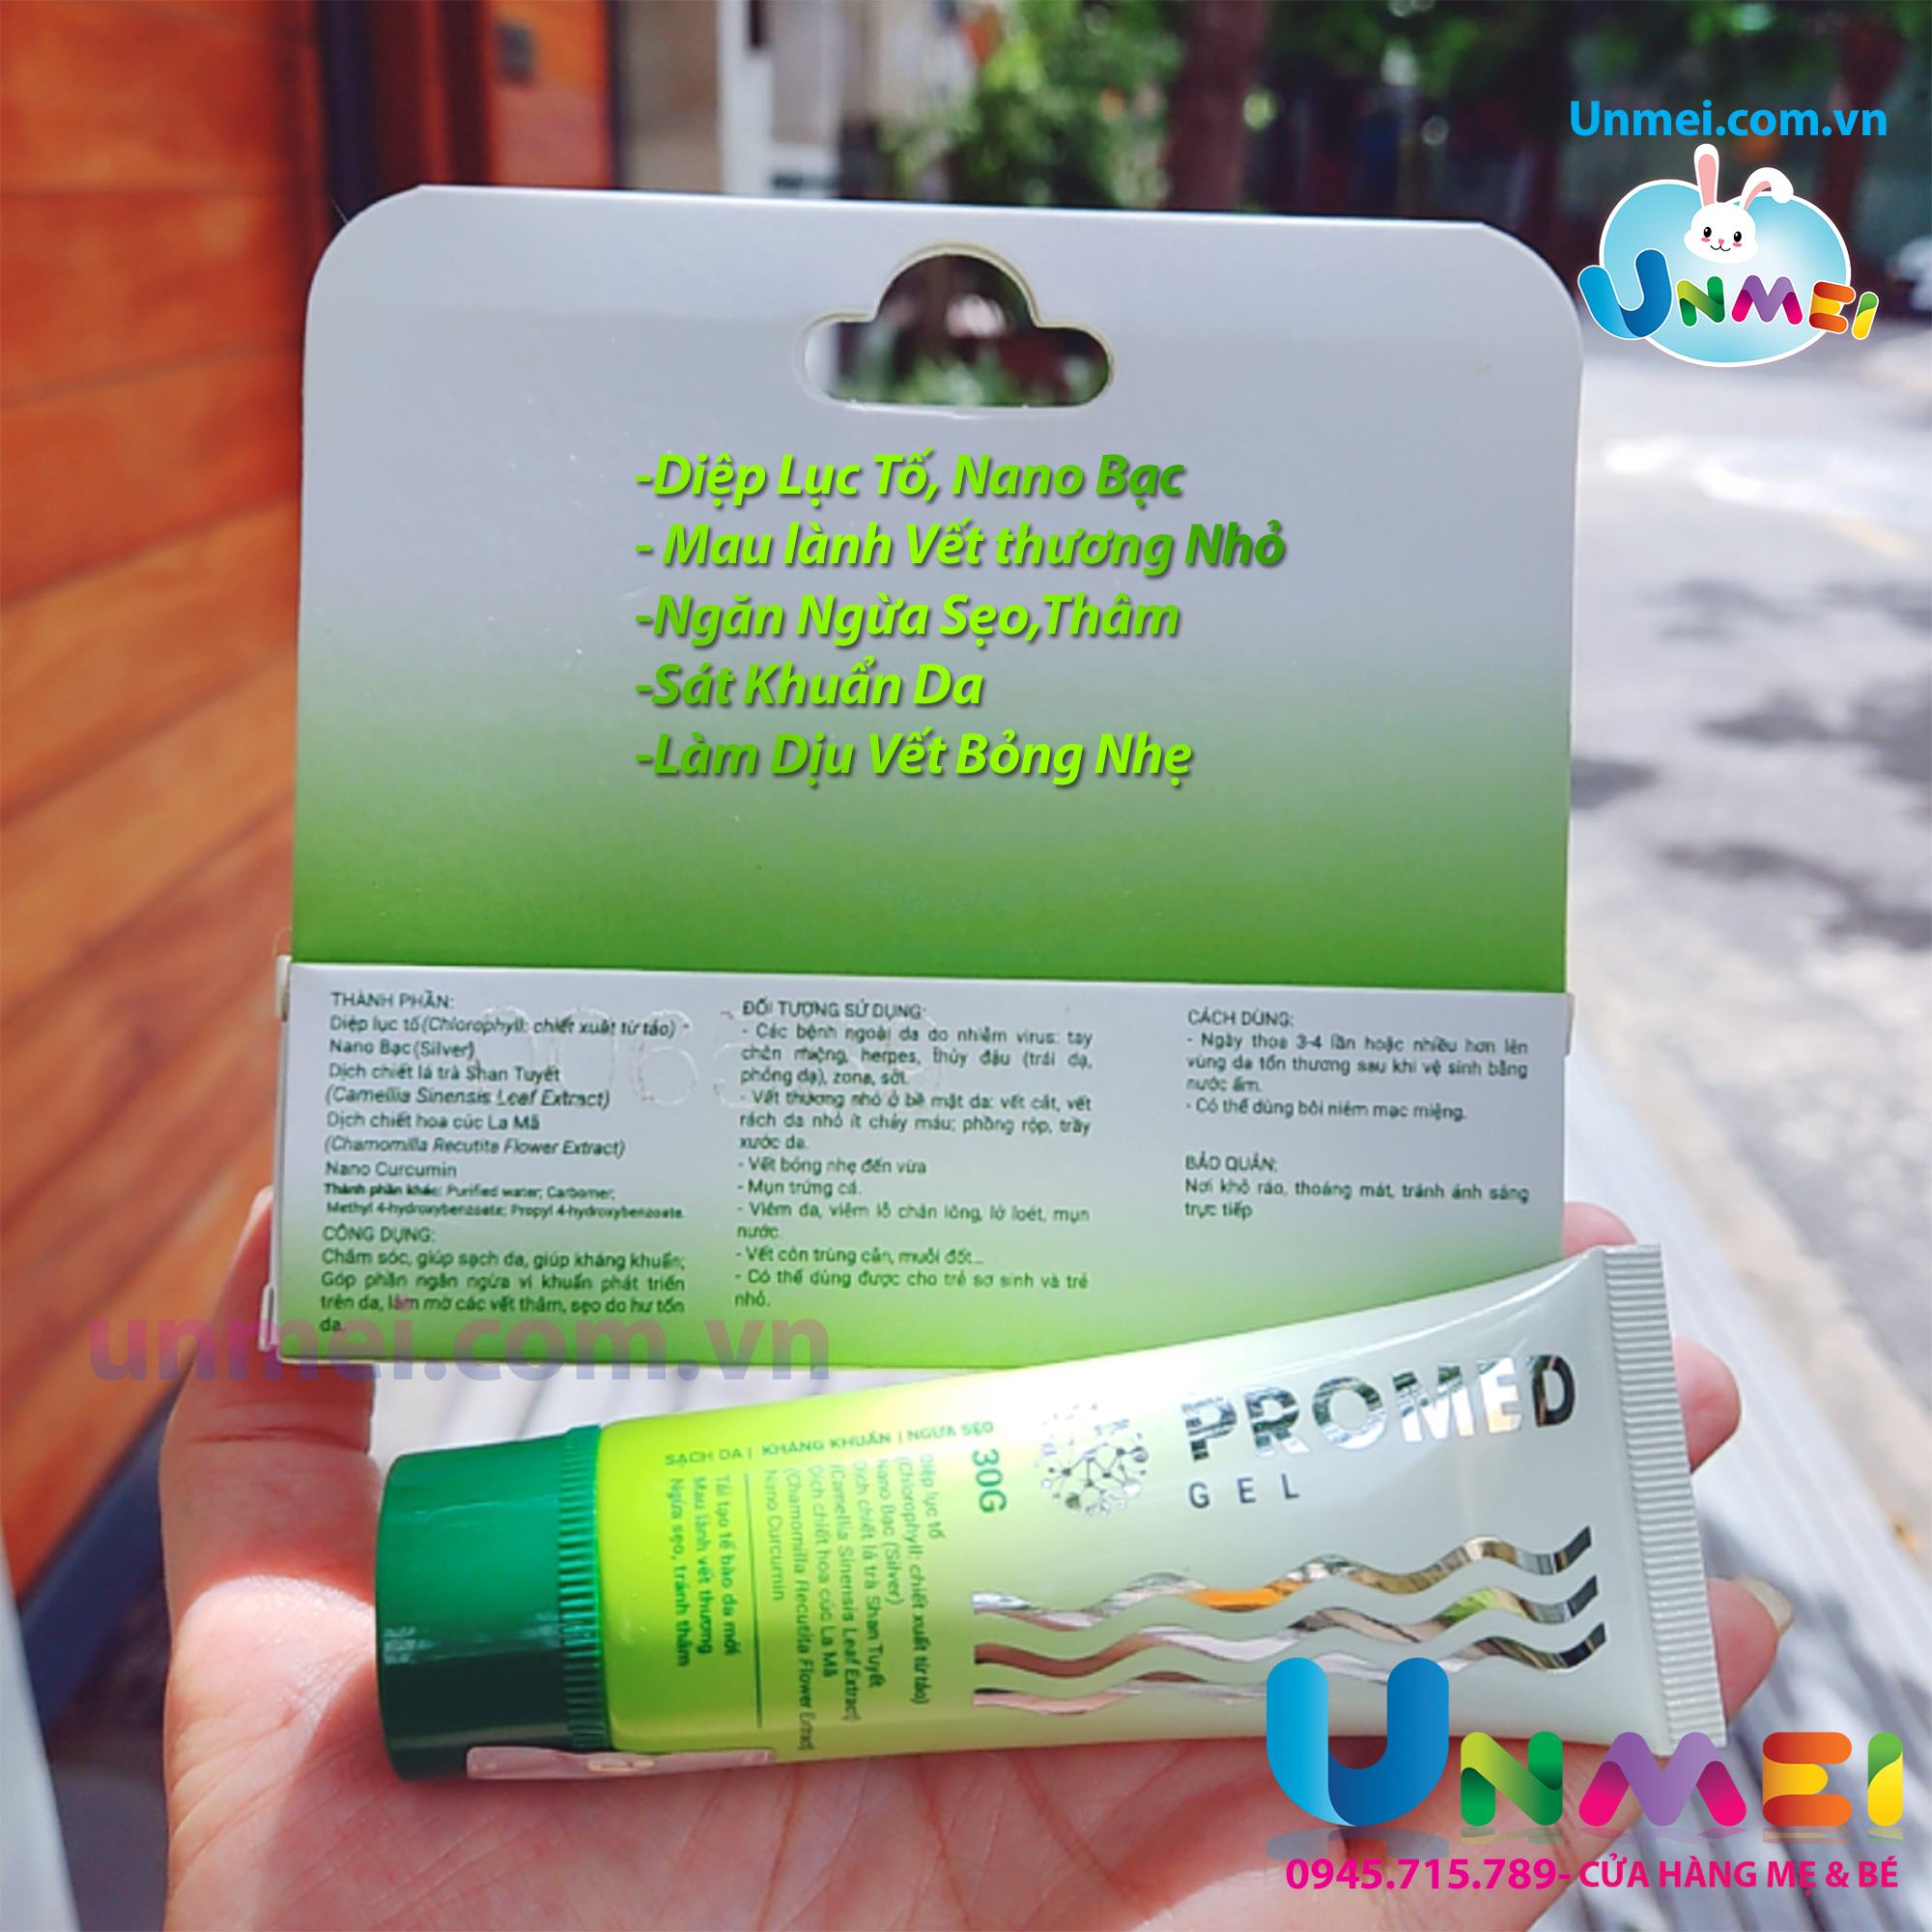 Unmei.com.vn
UNMEI
-Diệp Lục Tố, Nano Bạc
- Mau lành Vết thương Nhỏ
-Ngăn Ngừa Sẹo,Thâm
-Sát Khuẩn Da
-Làm Dịu Vết Bỏng Nhẹ
THÀNH PHẦN:
Diệp lục tố (Chlorophyll: chiết xuất từ tảo)
Nano Bạc (Silver)
Dịch chiết lá trà Shan Tuyết
(Camellia Sinensis Leaf Extract)
Dịch chiết hoa cúc La Mã
(Chamomilla Recutita Flower Extract)
Nano Curcumin
Thành phần khác: Purified water; Carbomer;
Methyl 4-hydroxybenzoate; Propyl 4-hydroxybenzoate.
CÔNG DỤNG:
Chăm sóc, giúp sạch da, giúp kháng khuẩn;
Góp phần ngăn ngừa vi khuẩn phát triển
trên da, làm mờ các vết thâm, sẹo do hư tổn
da.
ĐỐI TƯỢNG SỬ DỤNG:
- Các bệnh ngoài da do nhiễm virus: tay
chân miệng, herpes, thủy đậu (trái dạ,
phỏng dạ), zona, sởi.
- Vết thương nhỏ ở bề mặt da: vết cắt, vết
rách da nhỏ ít chảy máu; phồng rộp, trầy
xước da.
- Vết bỏng nhẹ đến vừa
- Mụn trứng cá.
- Viêm da, viêm lỗ chân lông, lở loét, mụn
nước.
- Vết côn trùng cắn, muỗi đốt...
- Có thể dùng được cho trẻ sơ sinh và trẻ
nhỏ.
CÁCH DÙNG:
- Ngày thoa 3-4 lần hoặc nhiều hơn lên
vùng da tổn thương sau khi vệ sinh bằng
nước ấm.
- Có thể dùng bôi niêm mạc miệng.
BẢO QUẢN:
Nơi khô ráo, thoáng mát, tránh ánh sáng
trực tiếp
unmei.com.vn
PROMED
GEL
30G
SẠCH DA | KHÁNG KHUẨN | NGỪA SẸO
Diệp lục tố
(Chlorophyll: chiết xuất từ tảo)
Nano Bạc (Silver)
Dịch chiết lá trà Shan Tuyết
(Camellia Sinensis Leaf Extract)
Dịch chiết hoa cúc La Mã
(Chamomilla Recutita Flower Extract)
Nano Curcumin
Tái tạo tế bào da mới
Mau lành vết thương
Ngừa sẹo, tránh thâm
UNMEI
0945.715.789- CỬA HÀNG MẸ & BÉ